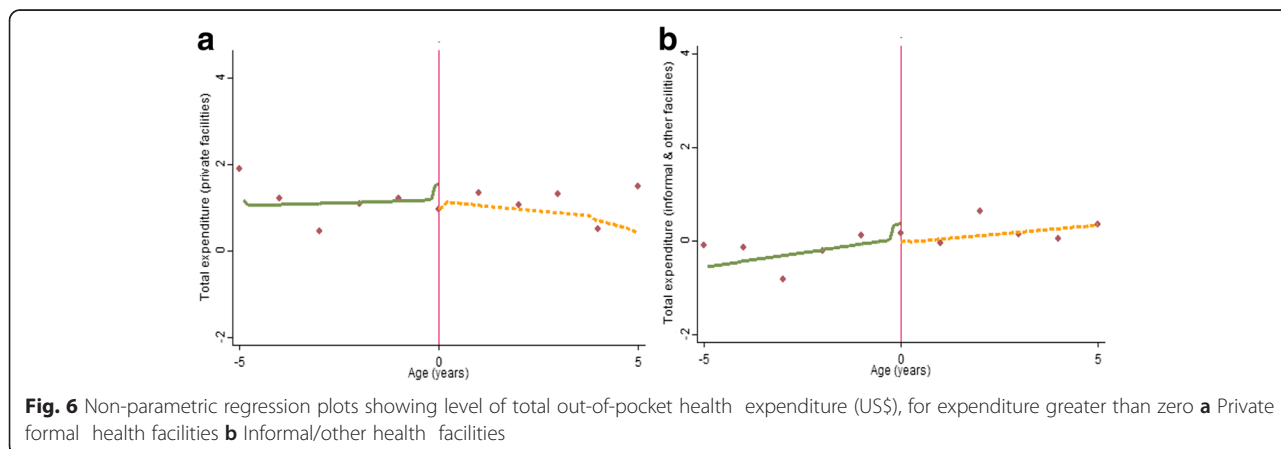 a
b
Total expenditure (private facilities)
4
2
0
-2
-5
0
5
Age (years)
Total expenditure (informal & other facilities)
4
2
0
-2
-5
0
5
Age (years)
Fig. 6 Non-parametric regression plots showing level of total out-of-pocket health expenditure (US$), for expenditure greater than zero a Private
formal health facilities b Informal/other health facilities